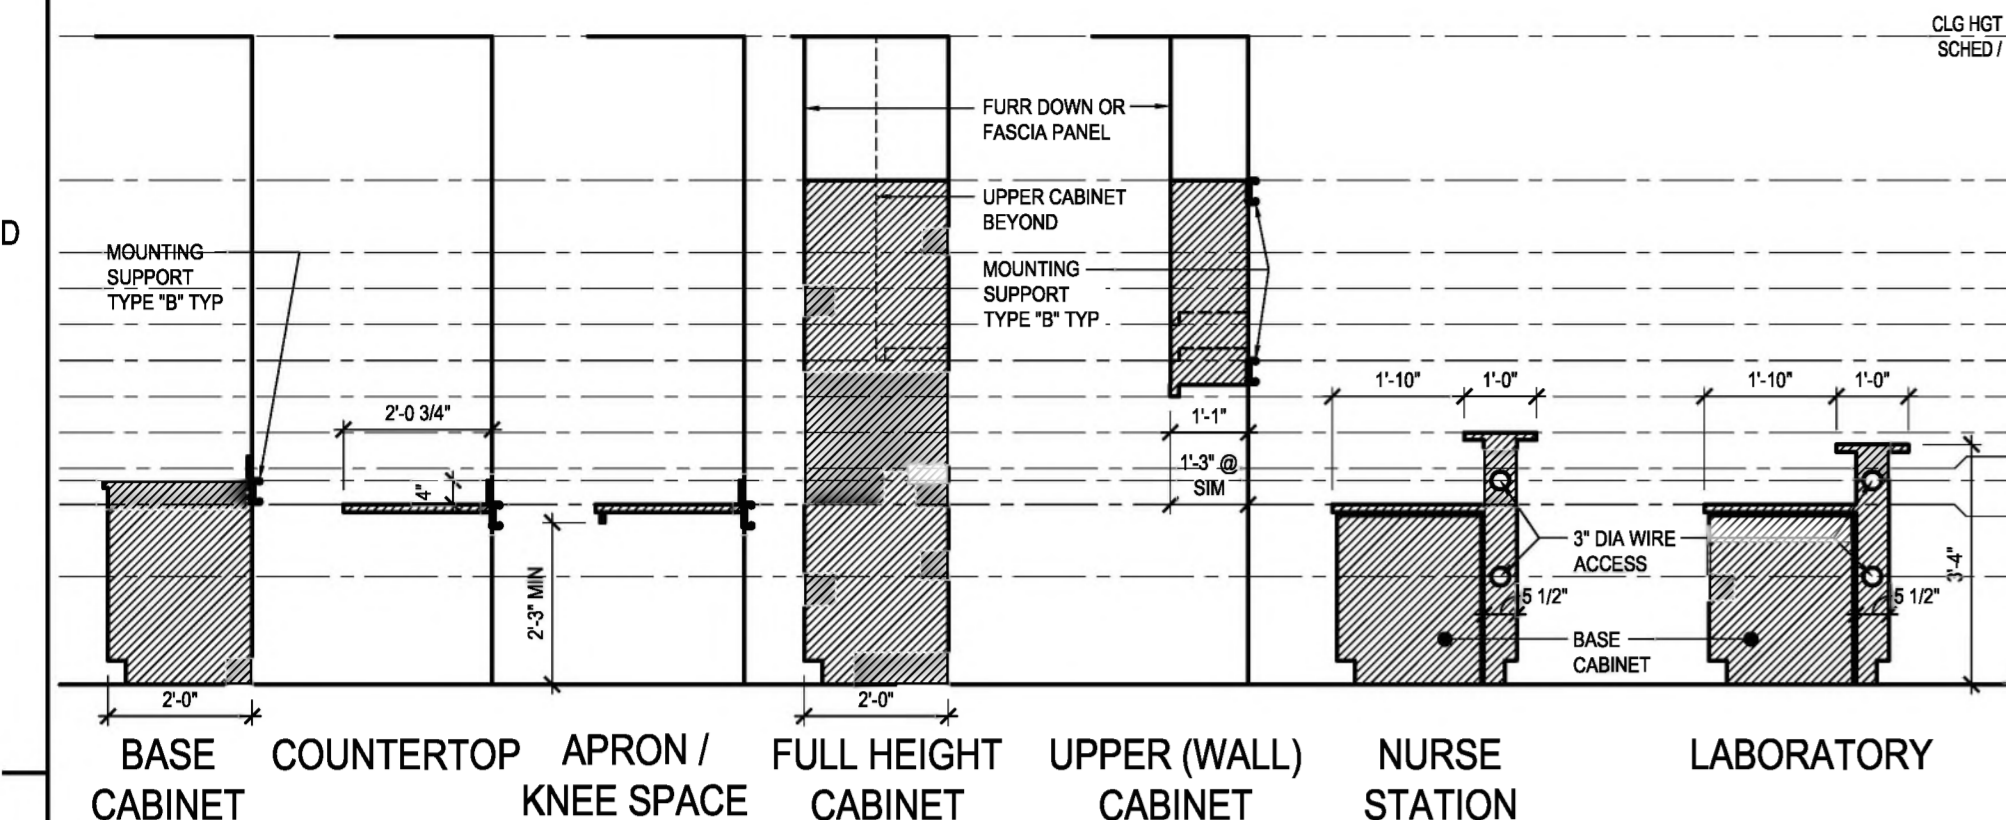 CLG HGT
SCHED /
FURR DOWN OR
FASCIA PANEL
UPPER CABINET
BEYOND
D
MOUNTING
SUPPORT
TYPE "B" TYP
MOUNTING
SUPPORT
TYPE "B" TYP
1'-10"
1'-0"
1'-10"
1'-0"
2'-0 3/4"
1'-1"
1'-3" @
SIM
4"
3" DIA WIRE
ACCESS
3'-4"
2'-3" MIN
5 1/2"
5 1/2"
BASE
CABINET
2'-0"
2'-0"
BASE
CABINET
COUNTERTOP
APRON /
KNEE SPACE
FULL HEIGHT
CABINET
UPPER (WALL)
CABINET
NURSE
STATION
LABORATORY